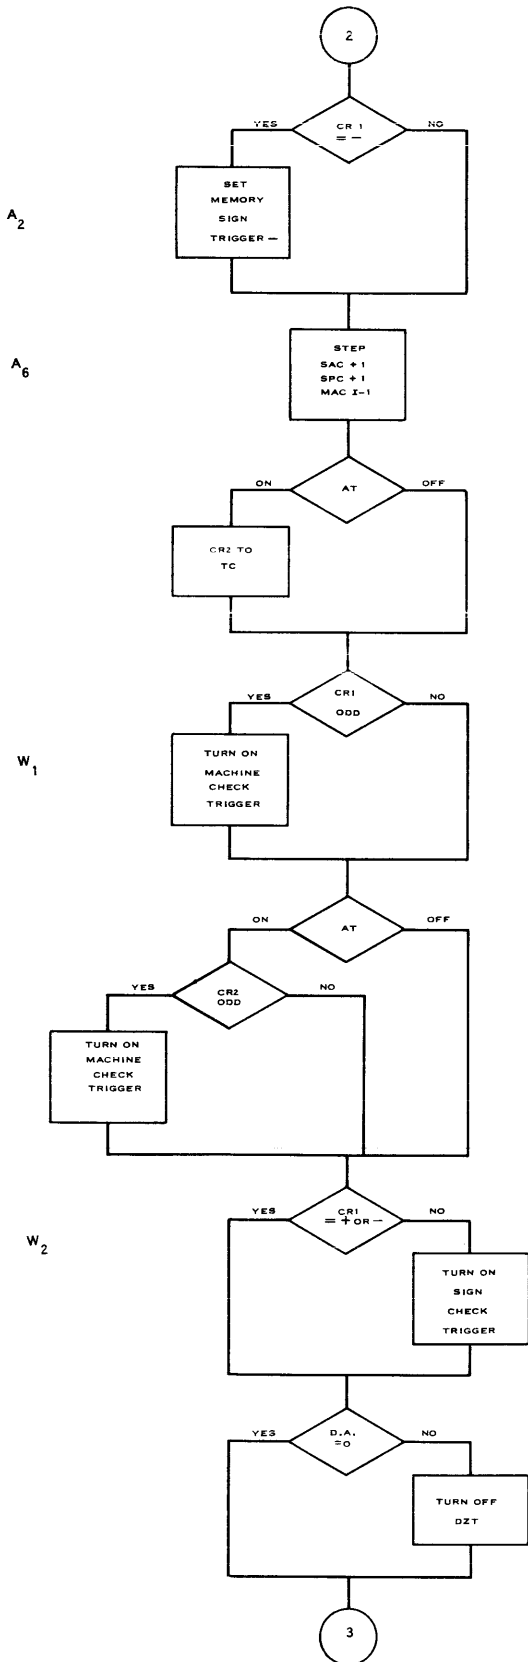 2
CR 1
= —
YES
NO
SET
MEMORY
SIGN
TRIGGER —
A2
STEP
SAC + 1
SPC + 1
MAC I-1
A6
AT
ON
OFF
CR2 TO
TC
CR1
ODD
YES
NO
TURN ON
MACHINE
CHECK
TRIGGER
W1
AT
ON
OFF
CR2
ODD
YES
NO
TURN ON
MACHINE
CHECK
TRIGGER
CR1
= + OR —
YES
NO
W2
TURN ON
SIGN
CHECK
TRIGGER
D.A.
=0
YES
NO
TURN OFF
DZT
3